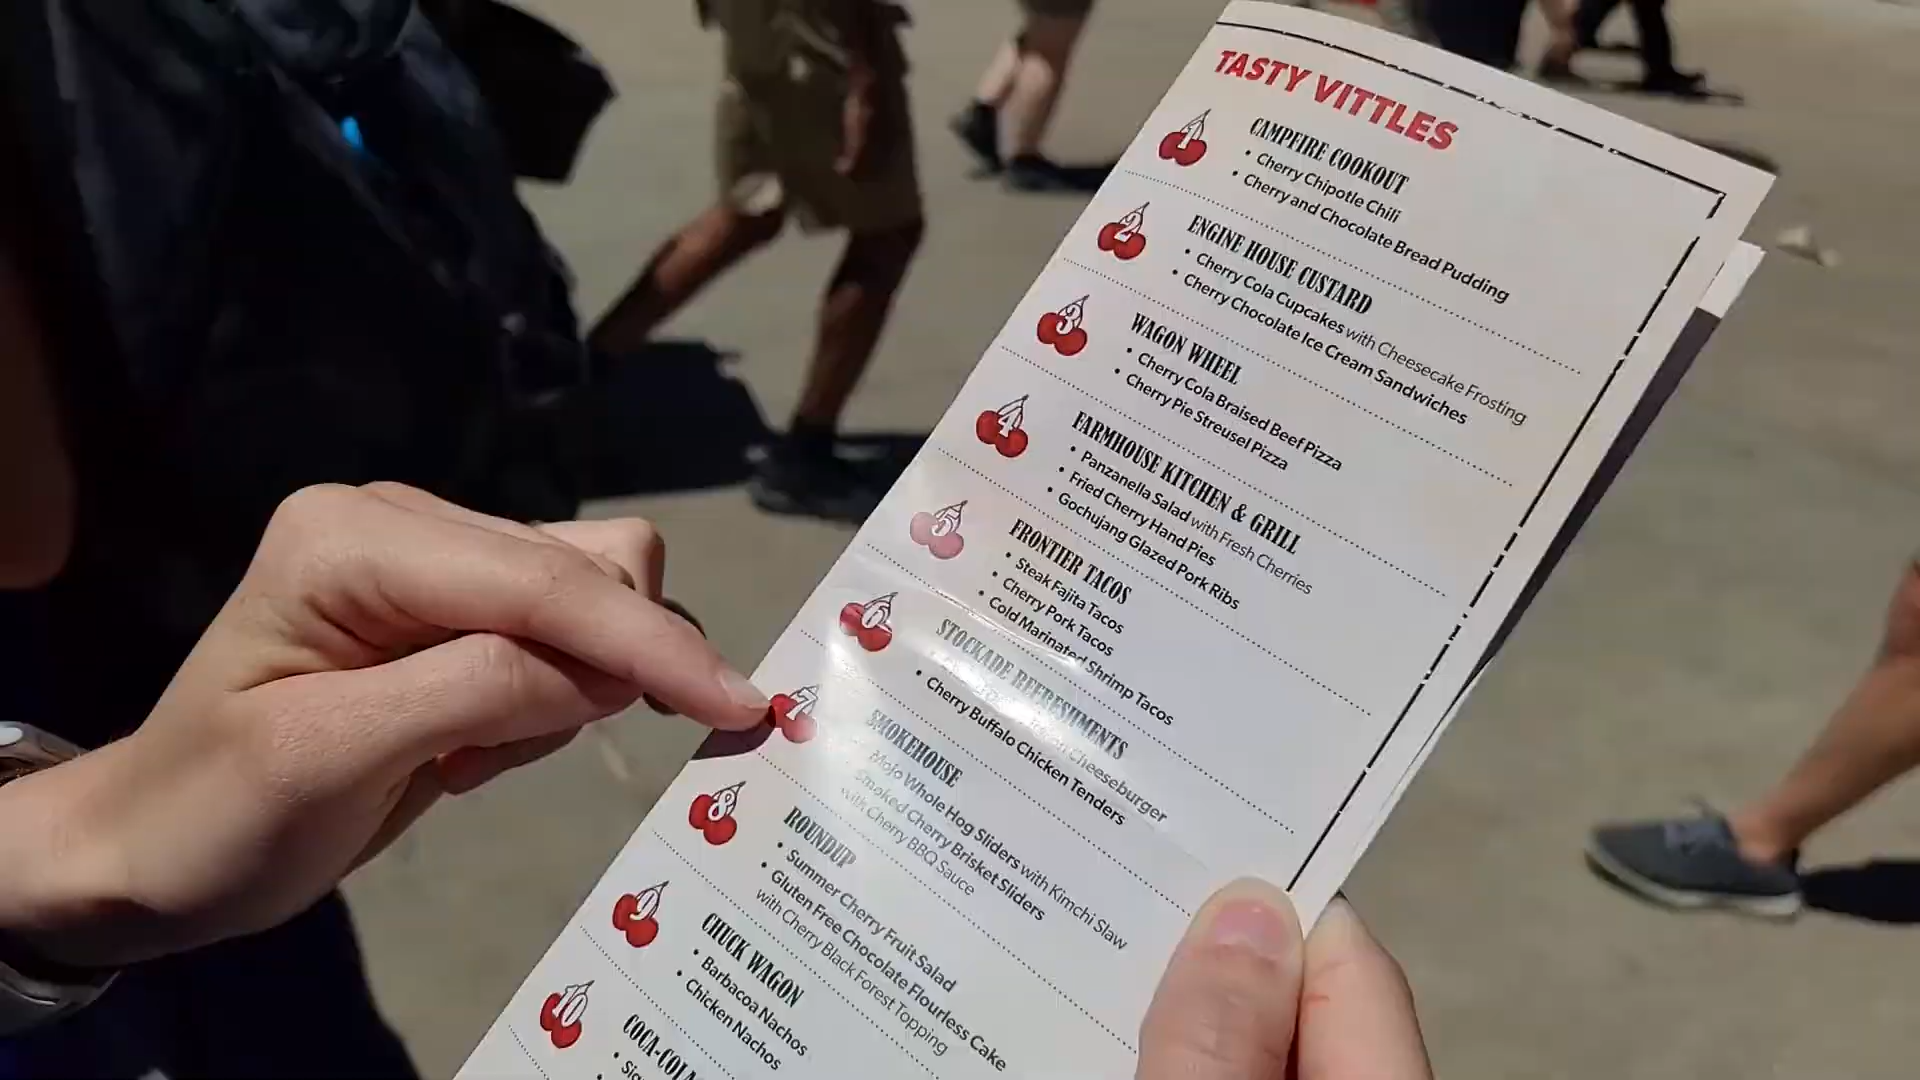 TASTY VITTLES
1
CAMPFIRE COOKOUT
• Cherry Chipotle Chili
• Cherry and Chocolate Bread Pudding
2
ENGINE HOUSE CUSTARD
• Cherry Cola Cupcakes with Cheesecake Frosting
• Cherry Chocolate Ice Cream Sandwiches
3
WAGON WHEEL
• Cherry Cola Braised Beef Pizza
• Cherry Pie Streusel Pizza
4
FARMHOUSE KITCHEN & GRILL
• Panzanella Salad with Fresh Cherries
• Fried Cherry Hand Pies
• Gochujang Glazed Pork Ribs
5
FRONTIER TACOS
• Steak Fajita Tacos
• Cherry Pork Tacos
• Cold Marinated Shrimp Tacos
6
STOCKADE REFRESHMENTS
Cheeseburger
• Cherry Buffalo Chicken Tenders
7
SMOKEHOUSE
Mojo Whole Hog Sliders with Kimchi Slaw
Smoked Cherry Brisket Sliders
with Cherry BBQ Sauce
8
ROUNDUP
• Summer Cherry Fruit Salad
• Gluten Free Chocolate Flourless Cake
with Cherry Black Forest Topping
9
CHUCK WAGON
• Barbacoa Nachos
• Chicken Nachos
10
COCA-COLA